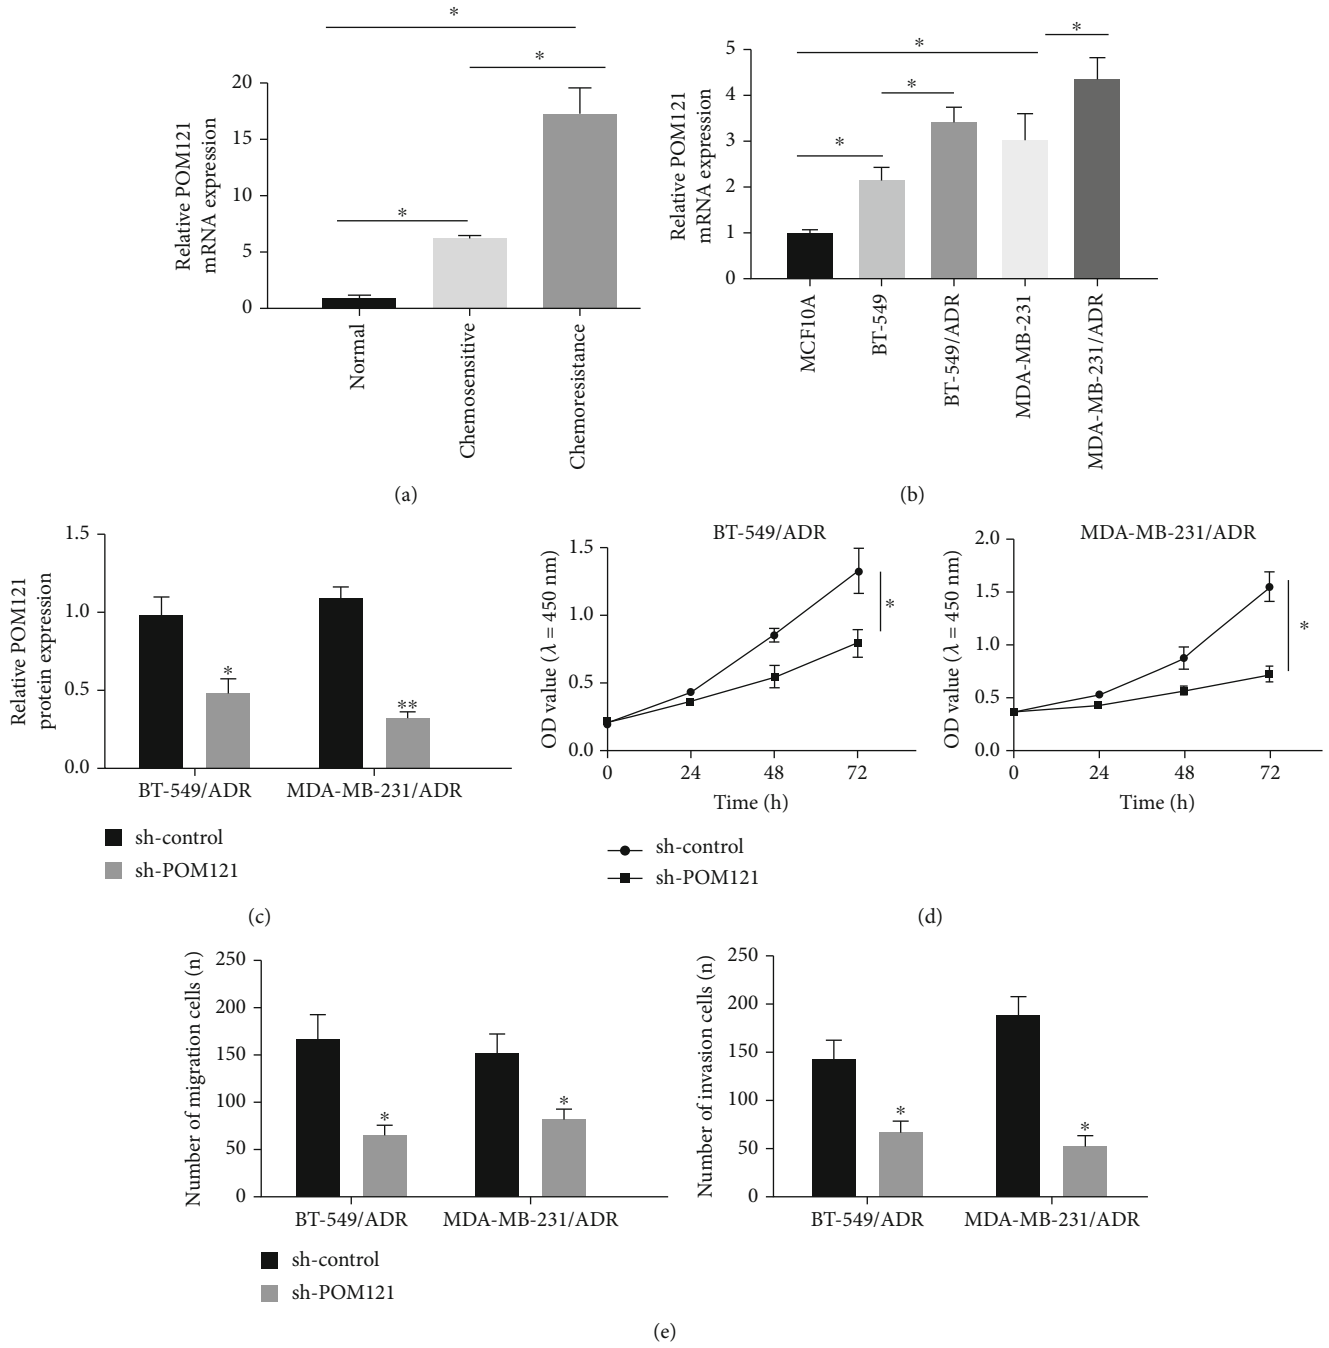 *
*
*
Relative POM121
mRNA expression
20
15
10
5
0
Normal
Chemosensitive
Chemoresistance
(a)
*
*
*
*
Relative POM121
mRNA expression
5
4
3
2
1
0
MCF10A
BT-549
BT-549/ADR
MDA-MB-231
MDA-MB-231/ADR
(b)
Relative POM121
protein expression
1.5
1.0
0.5
0.0
*
**
BT-549/ADR
MDA-MB-231/ADR
sh-control
sh-POM121
(c)
BT-549/ADR
OD value (λ = 450 nm)
1.5
1.0
0.5
0.0
*
0 24 48 72
Time (h)
MDA-MB-231/ADR
OD value (λ = 450 nm)
2.0
1.5
1.0
0.5
0.0
*
0 24 48 72
Time (h)
sh-control
sh-POM121
(d)
Number of migration cells (n)
250
200
150
100
50
0
*
*
BT-549/ADR
MDA-MB-231/ADR
sh-control
sh-POM121
Number of invasion cells (n)
250
200
150
100
50
0
*
*
BT-549/ADR
MDA-MB-231/ADR
(e)